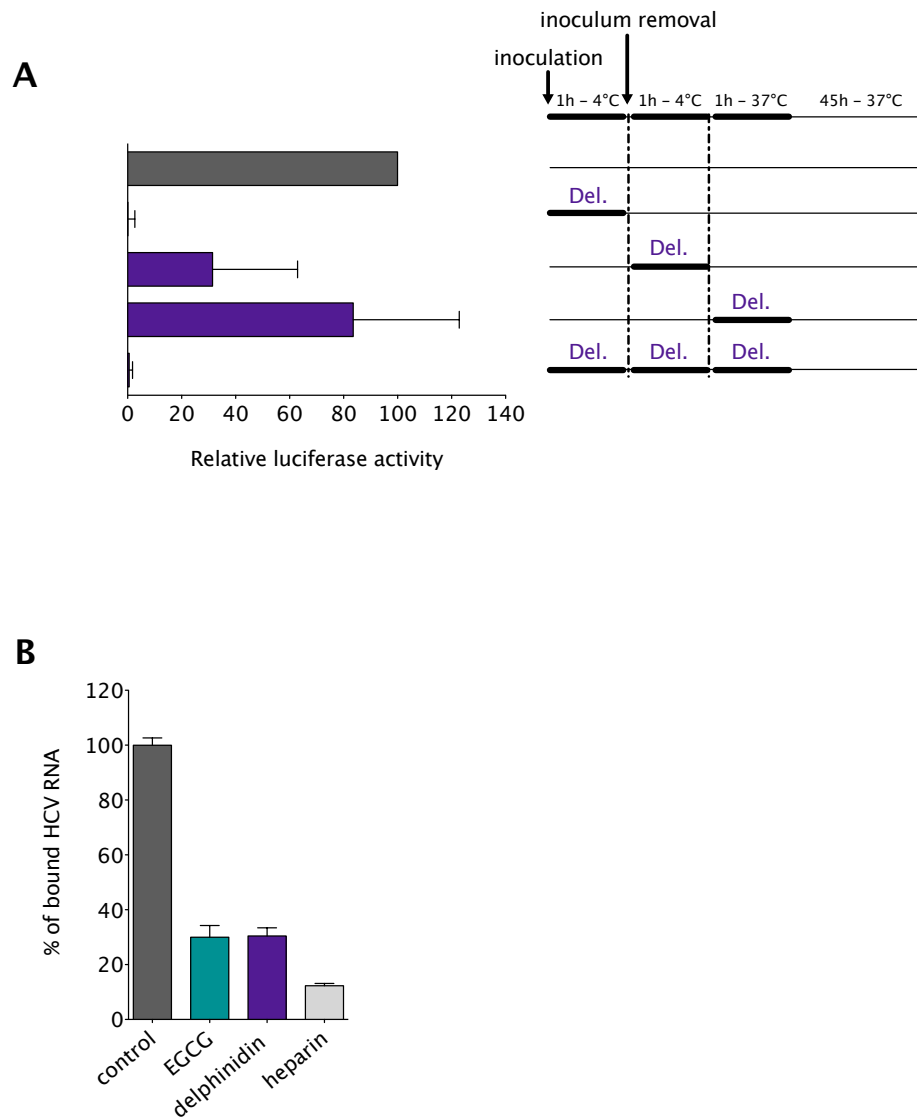 inoculum removal
inoculation
A
1h – 4°C 1h – 4°C 1h – 37°C 45h – 37°C
Del.
Del.
Del.
Del. Del. Del.
0 20 40 60 80 100 120 140
Relative luciferase activity
B
120
100
80
60
40
20
0
% of bound HCV RNA
control
EGCG
delphinidin
heparin